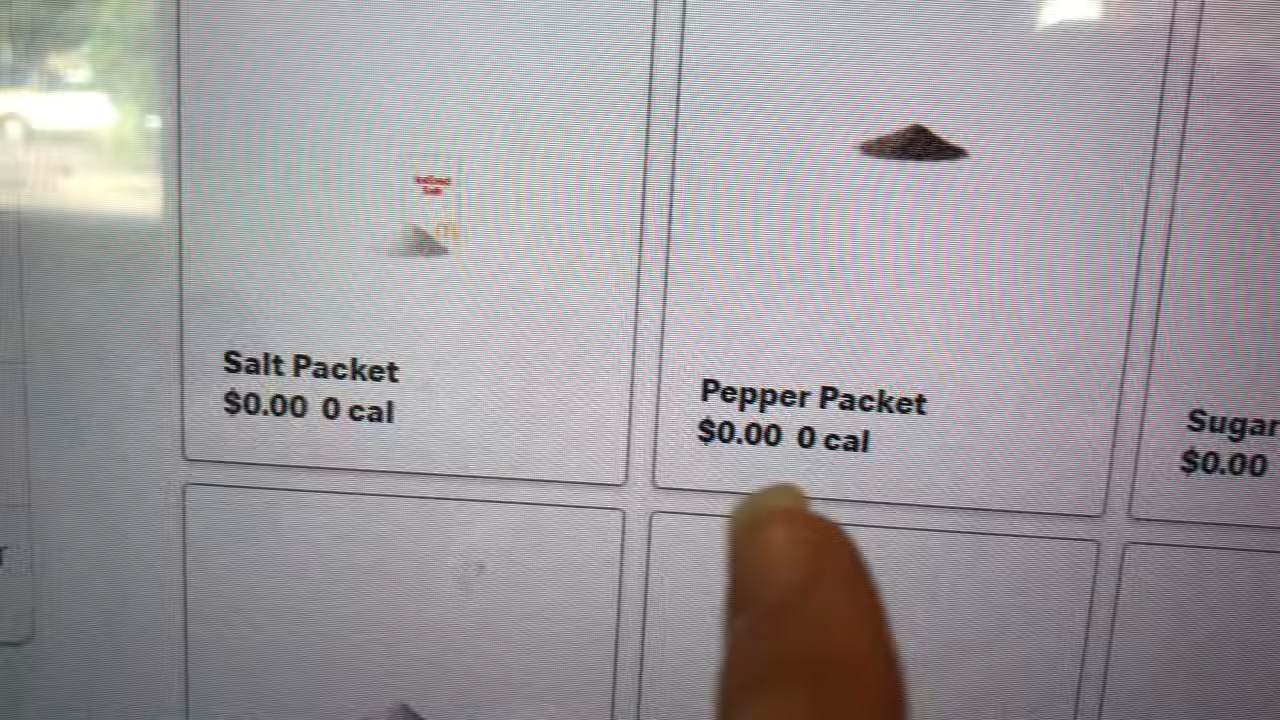 Salt Packet
$0.00 0 cal
Pepper Packet
$0.00 0 cal
Sugar
$0.00